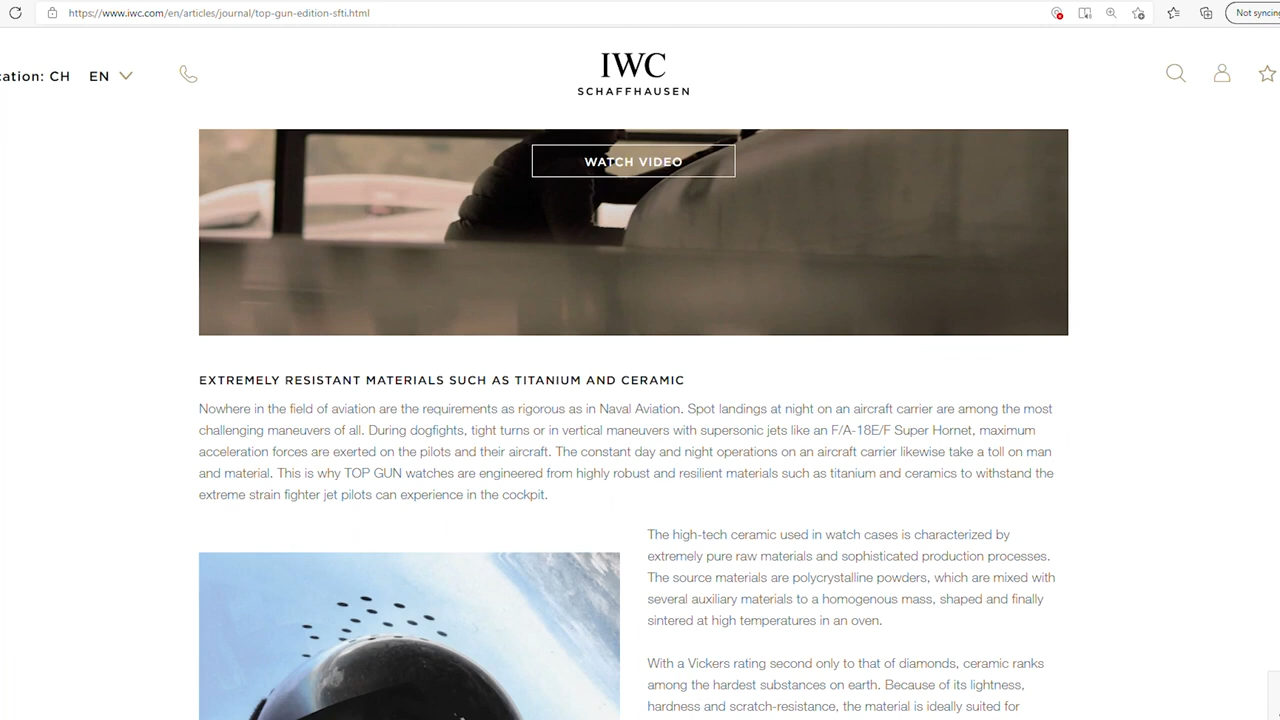 https://www.iwc.com/en/articles/journal/top-gun-edition-sfti.html
Not syncing
cation: CH EN
IWC
SCHAFFHAUSEN
WATCH VIDEO
EXTREMELY RESISTANT MATERIALS SUCH AS TITANIUM AND CERAMIC
Nowhere in the field of aviation are the requirements as rigorous as in Naval Aviation. Spot landings at night on an aircraft carrier are among the most
challenging maneuvers of all. During dogfights, tight turns or in vertical maneuvers with supersonic jets like an F/A-18E/F Super Hornet, maximum
acceleration forces are exerted on the pilots and their aircraft. The constant day and night operations on an aircraft carrier likewise take a toll on man
and material. This is why TOP GUN watches are engineered from highly robust and resilient materials such as titanium and ceramics to withstand the
extreme strain fighter jet pilots can experience in the cockpit.
The high-tech ceramic used in watch cases is characterized by
extremely pure raw materials and sophisticated production processes.
The source materials are polycrystalline powders, which are mixed with
several auxiliary materials to a homogenous mass, shaped and finally
sintered at high temperatures in an oven.
With a Vickers rating second only to that of diamonds, ceramic ranks
among the hardest substances on earth. Because of its lightness,
hardness and scratch-resistance, the material is ideally suited for